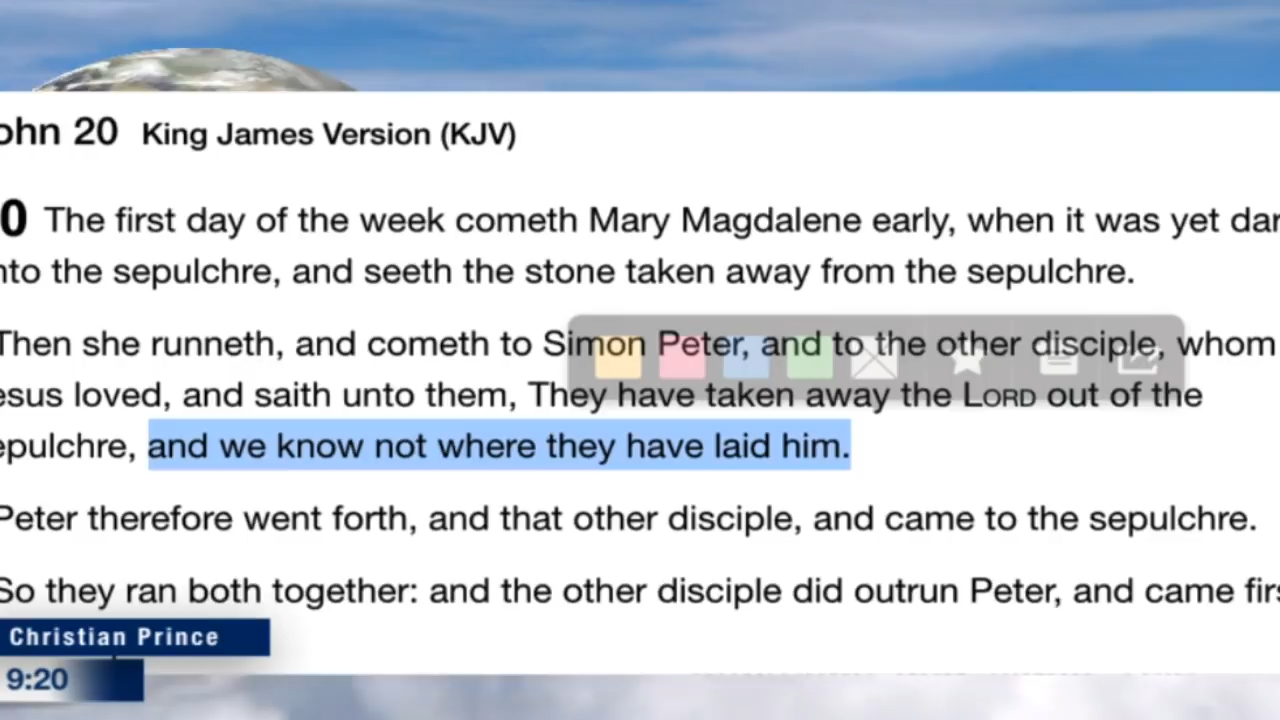 ohn 20 King James Version (KJV)
0 The first day of the week cometh Mary Magdalene early, when it was yet dar
nto the sepulchre, and seeth the stone taken away from the sepulchre.
Then she runneth, and cometh to Simon Peter, and to the other disciple, whom
esus loved, and saith unto them, They have taken away the LORD out of the
epulchre, and we know not where they have laid him.
Peter therefore went forth, and that other disciple, and came to the sepulchre.
So they ran both together: and the other disciple did outrun Peter, and came firs
Christian Prince
9:20